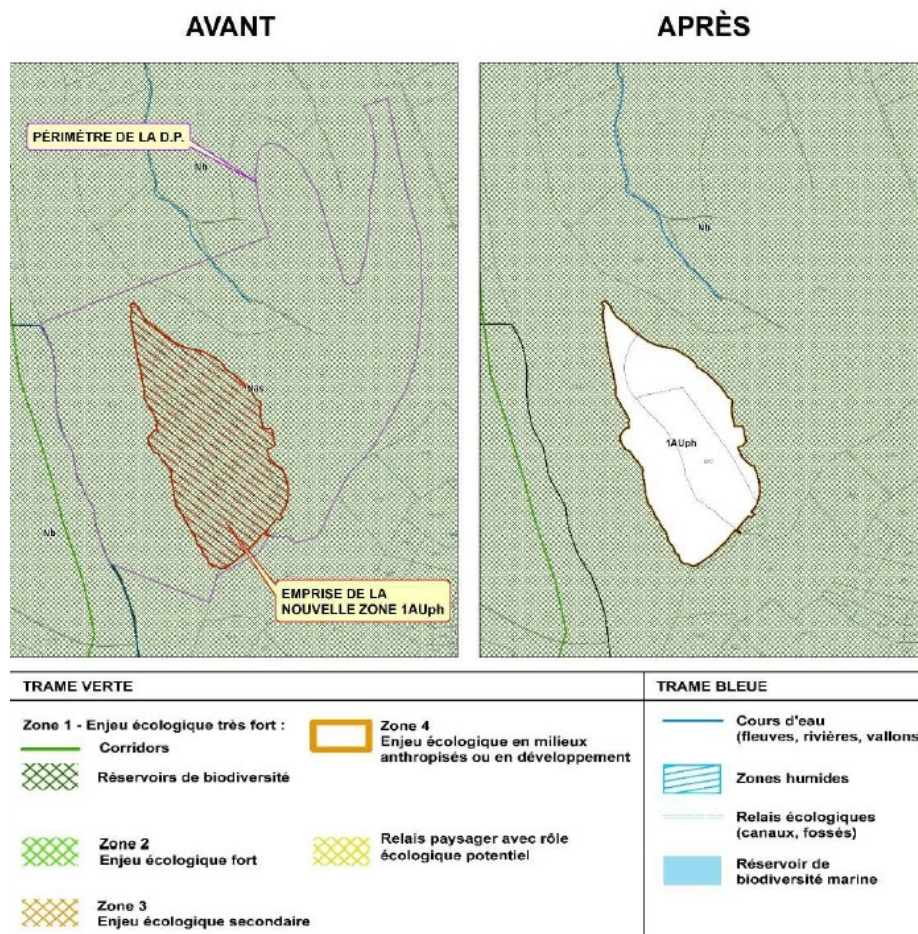 AVANT
APRÈS
PÉRIMÈTRE DE LA D.P.
Nb
Nb
EMPRISE DE LA
NOUVELLE ZONE 1AUph
Nb
1AUph
TRAME VERTE
Zone 1 - Enjeu écologique très fort :
Corridors
Réservoirs de biodiversité
Zone 2
Enjeu écologique fort
Zone 3
Enjeu écologique secondaire
Zone 4
Enjeu écologique en milieux
anthropisés ou en développement
Relais paysager avec rôle
écologique potentiel
TRAME BLEUE
Cours d'eau
(fleuves, rivières, vallons
Zones humides
Relais écologiques
(canaux, fossés)
Réservoir de
biodiversité marine